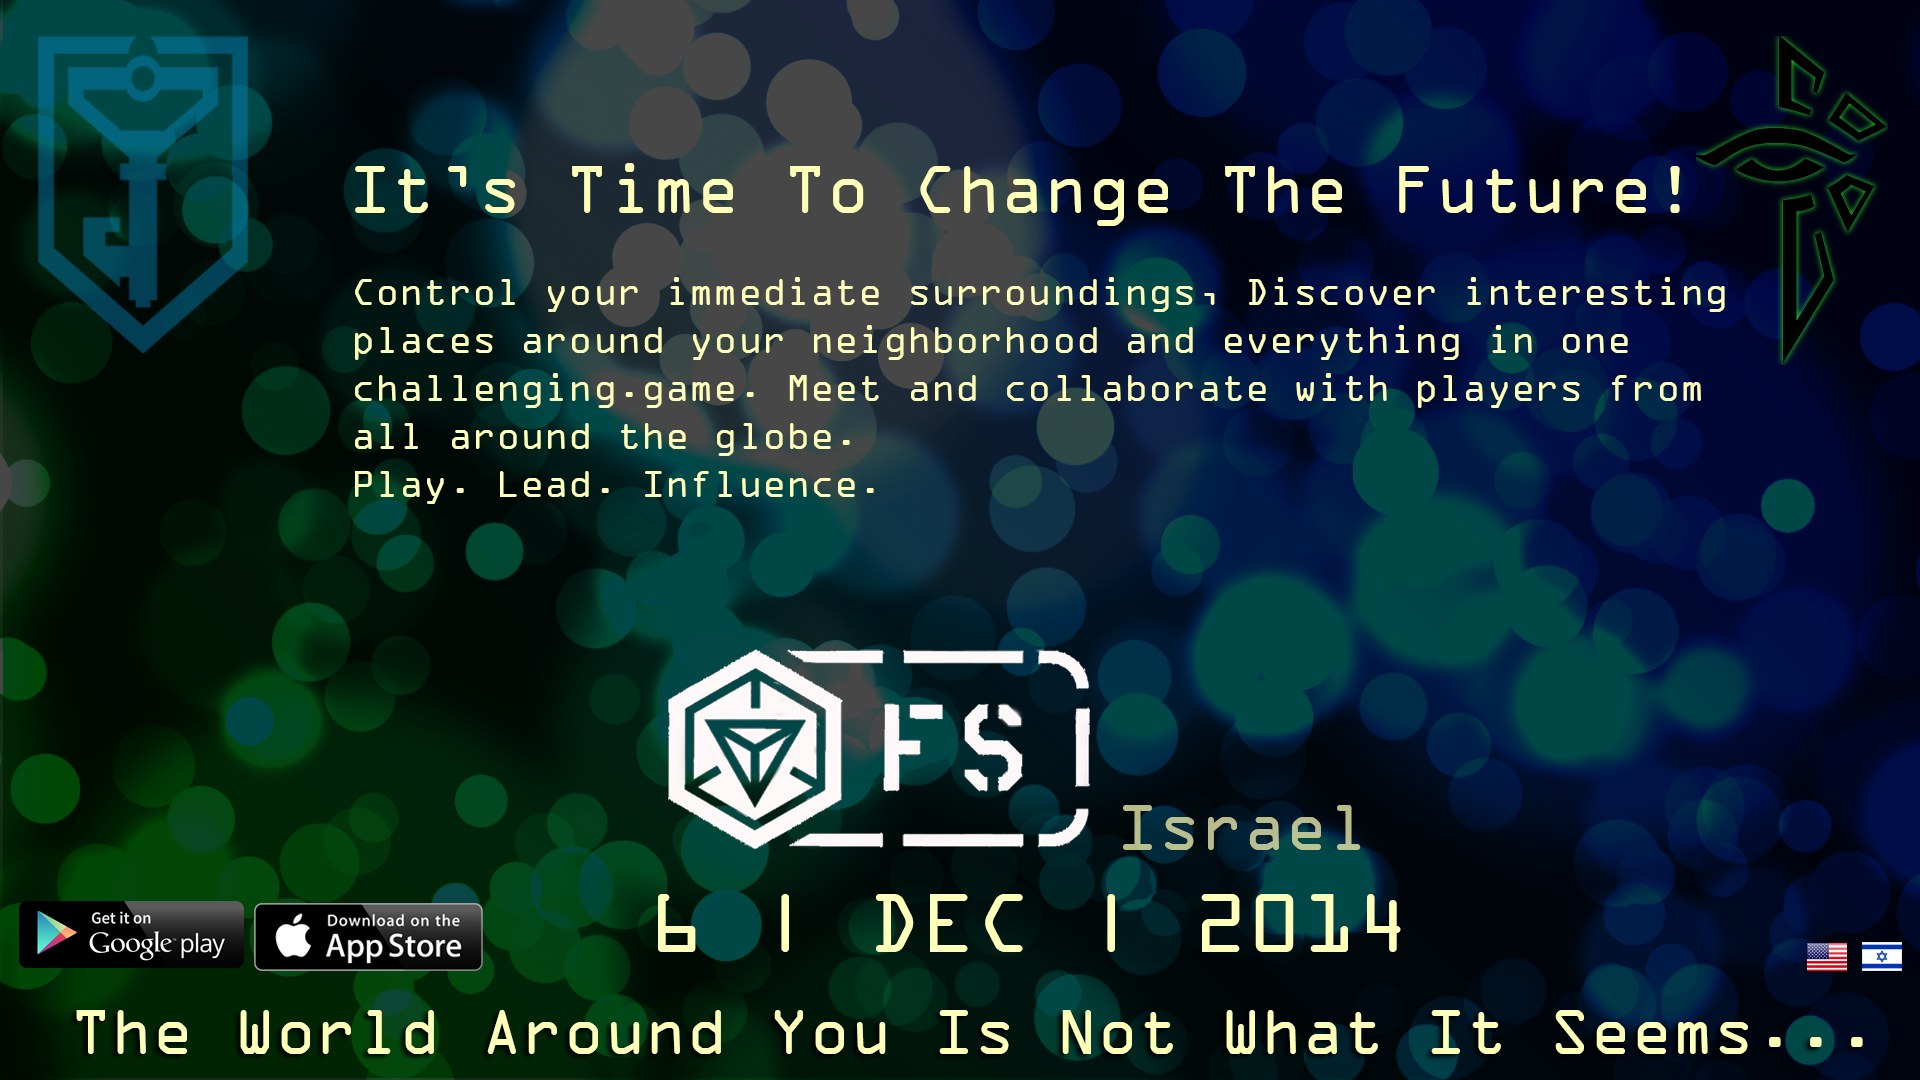 It's Time To Change The Future!
Control your immediate surroundings, Discover interesting
places around your neighborhood and everything in one
challenging.game. Meet and collaborate with players from
all around the globe.
Play. Lead. Influence.
FS
Israel
6 | DEC | 2014
Get it on
Google play
Download on the
App Store
The World Around You Is Not What It Seems...